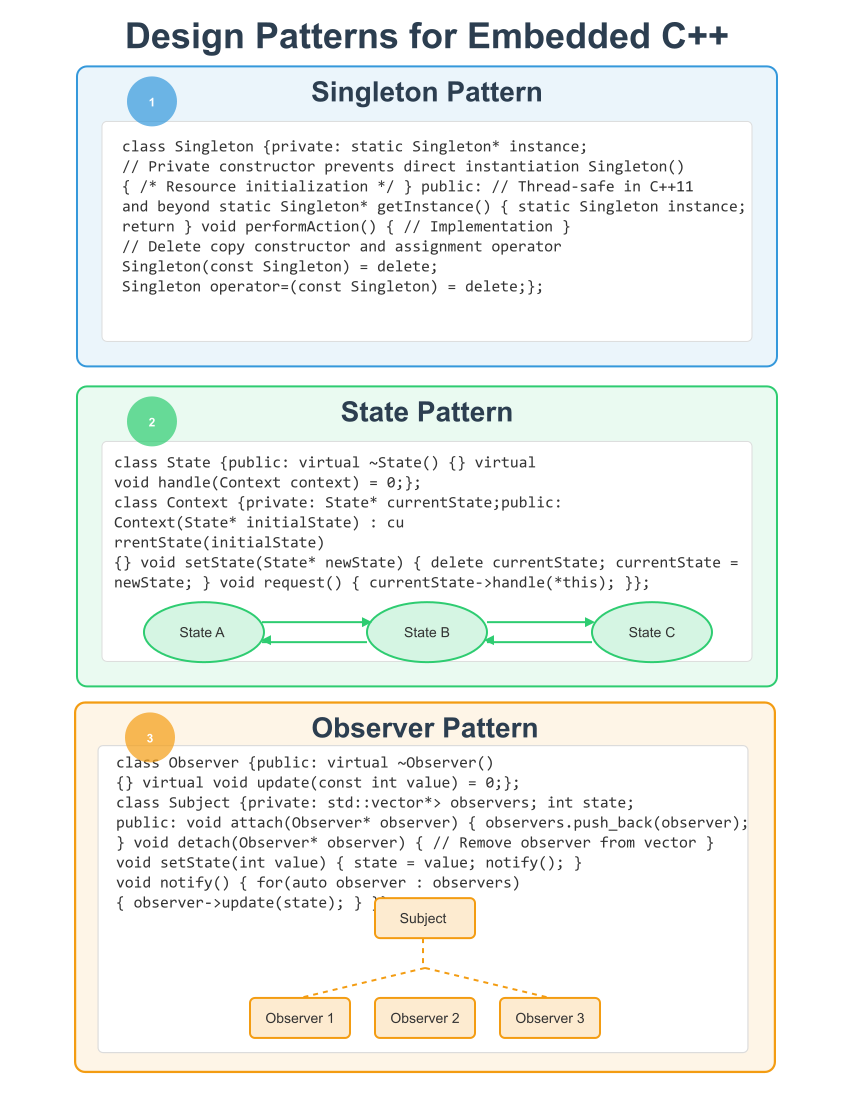 Design Patterns for Embedded C++
1
Singleton Pattern
class Singleton {private: static Singleton* instance;
// Private constructor prevents direct instantiation Singleton()
{ /* Resource initialization */ } public: // Thread-safe in C++11
and beyond static Singleton* getInstance() { static Singleton instance;
return } void performAction() { // Implementation }
// Delete copy constructor and assignment operator
Singleton(const Singleton) = delete;
Singleton operator=(const Singleton) = delete;};
2
State Pattern
class State {public: virtual ~State() {} virtual
void handle(Context context) = 0;};
class Context {private: State* currentState;public:
Context(State* initialState) : cu
rrentState(initialState)
{} void setState(State* newState) { delete currentState; currentState =
newState; } void request() { currentState->handle(*this); }};
State A
State B
State C
3
Observer Pattern
class Observer {public: virtual ~Observer()
{} virtual void update(const int value) = 0;};
class Subject {private: std::vector*> observers; int state;
public: void attach(Observer* observer) { observers.push_back(observer);
} void detach(Observer* observer) { // Remove observer from vector }
void setState(int value) { state = value; notify(); }
void notify() { for(auto observer : observers)
{ observer->update(state); }
Subject
Observer 1
Observer 2
Observer 3